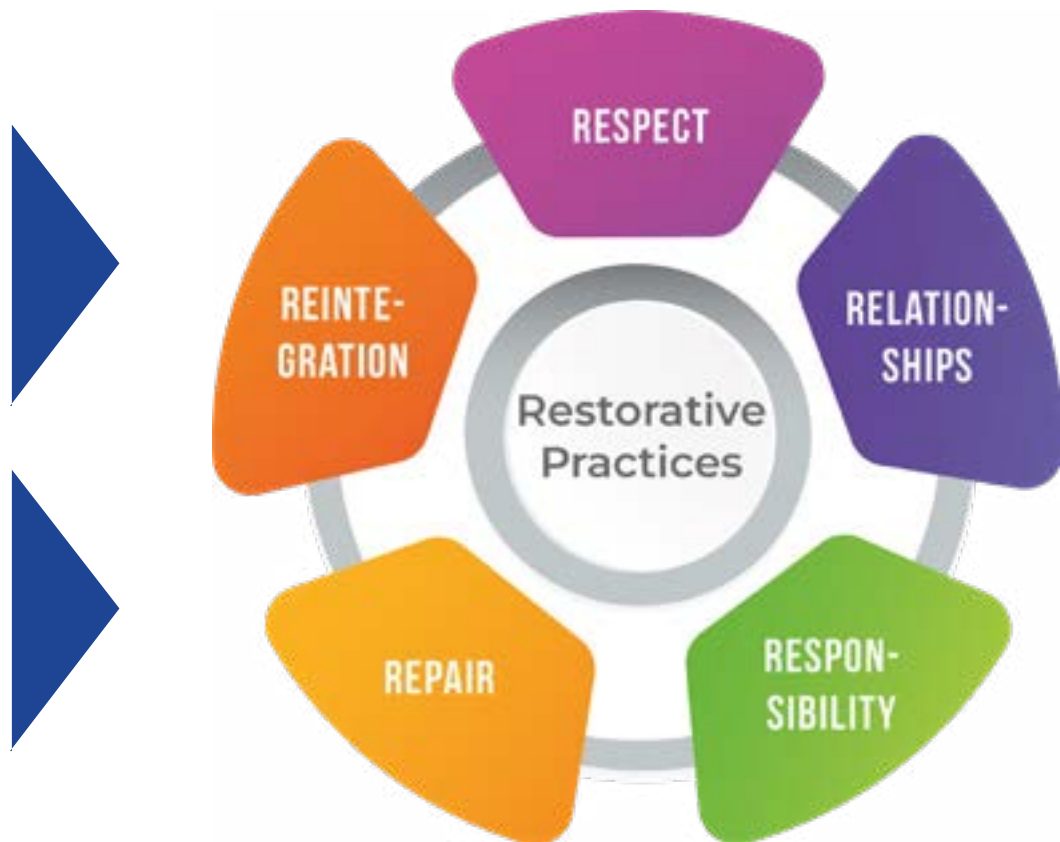 RESPECT
RELATION-
SHIPS
RESPON-
SIBILITY
REPAIR
REINTE-
GRATION
Restorative
Practices